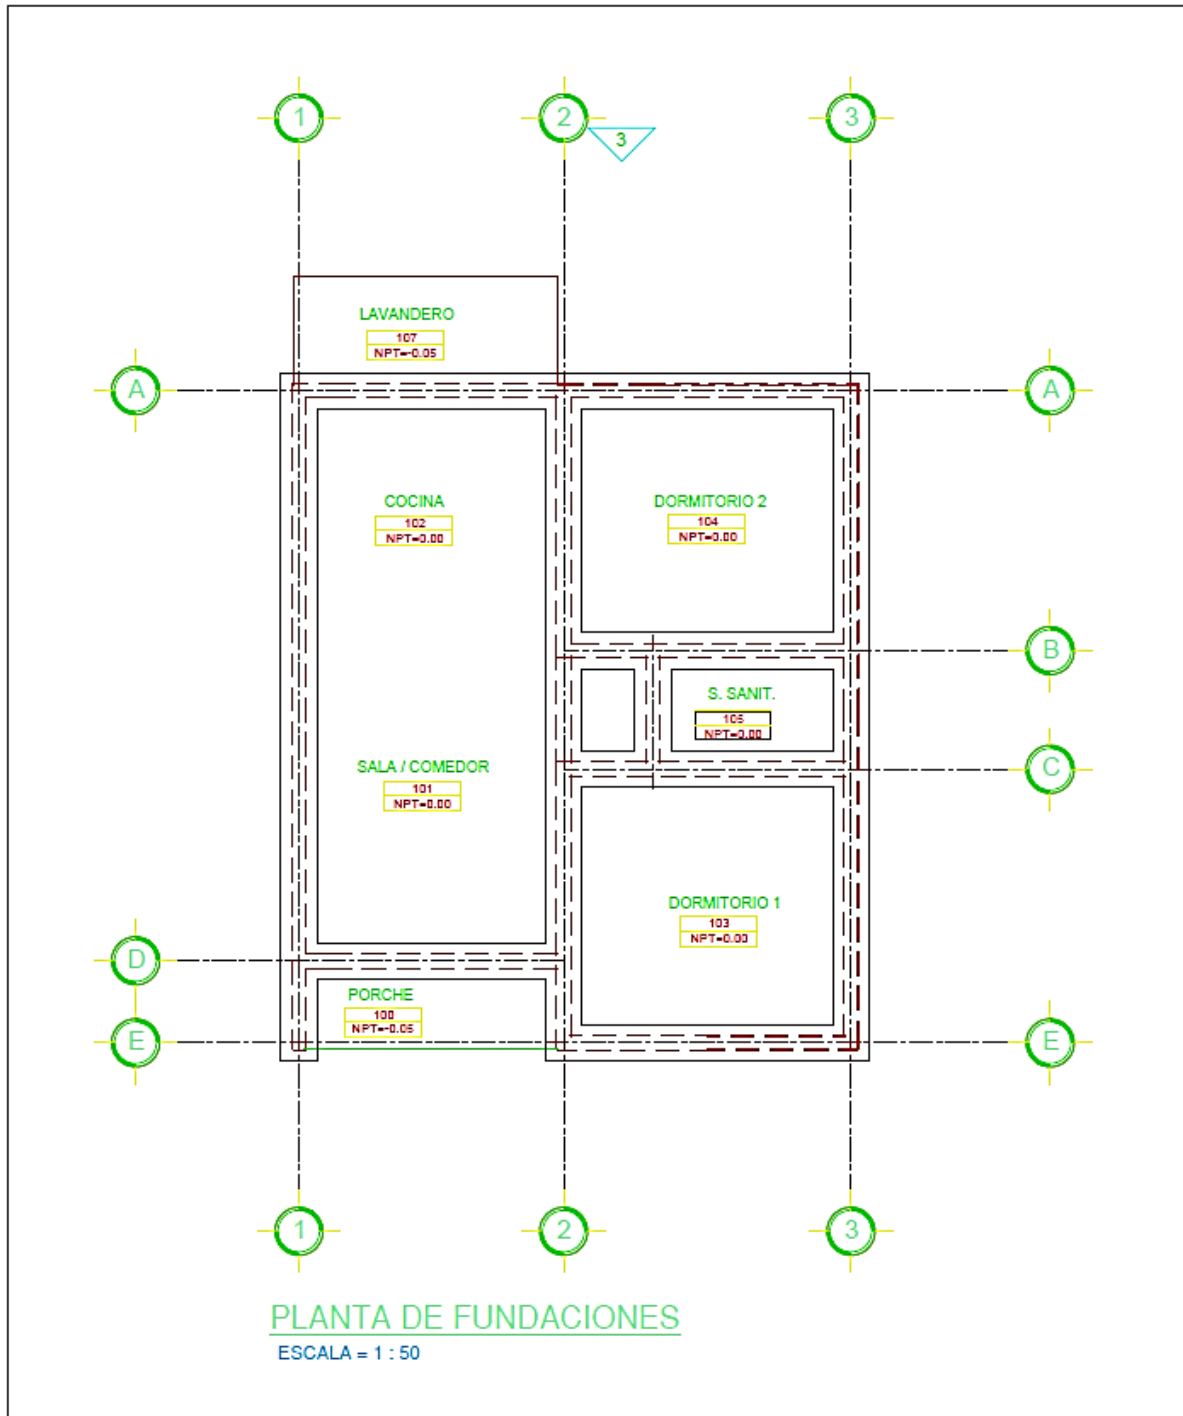 1
2
3
3
LAVANDERO
107
NPT=-0.05
A
A
COCINA
102
NPT=0.00
DORMITORIO 2
104
NPT=0.00
B
S. SANIT.
105
NPT=0.00
SALA / COMEDOR
101
NPT=0.00
C
DORMITORIO 1
103
NPT=0.00
D
PORCHE
100
NPT=-0.05
E
E
1
2
3
PLANTA DE FUNDACIONES
ESCALA = 1 : 50